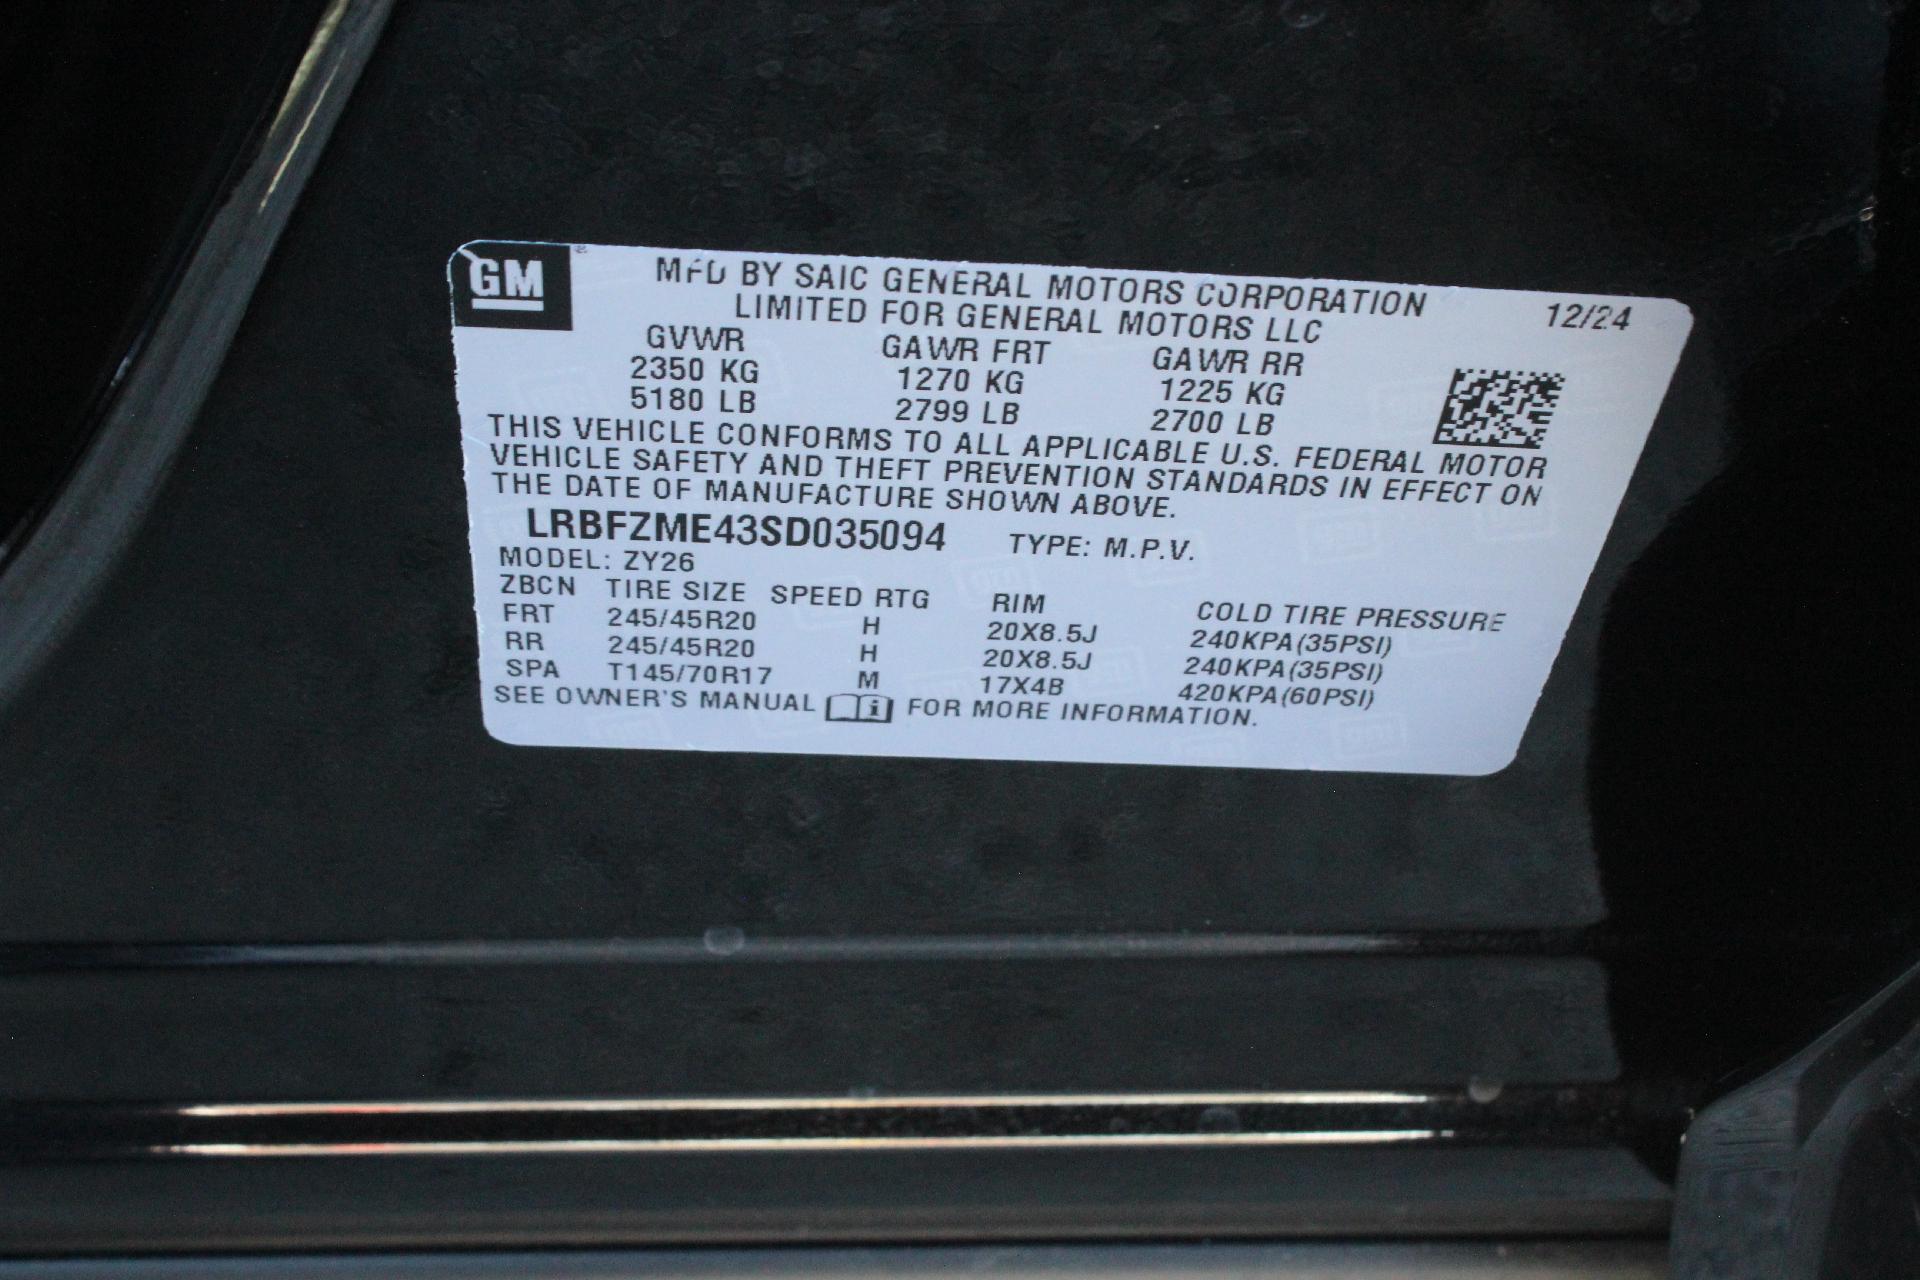 GM
MFD BY SAIC GENERAL MOTORS CORPORATION
LIMITED FOR GENERAL MOTORS LLC
12/24
GVWR GAWR FRT GAWR RR
2350 KG 1270 KG 1225 KG
5180 LB 2799 LB 2700 LB
THIS VEHICLE CONFORMS TO ALL APPLICABLE U.S. FEDERAL MOTOR
VEHICLE SAFETY AND THEFT PREVENTION STANDARDS IN EFFECT ON
THE DATE OF MANUFACTURE SHOWN ABOVE.
LRBFZME43SD035094 TYPE: M.P.V.
MODEL: ZY26
ZBCN TIRE SIZE SPEED RTG RIM COLD TIRE PRESSURE
FRT 245/45R20 H 20X8.5J 240KPA(35PSI)
RR 245/45R20 H 20X8.5J 240KPA(35PSI)
SPA T145/70R17 M 17X4B 420KPA(60PSI)
SEE OWNER'S MANUAL i FOR MORE INFORMATION.